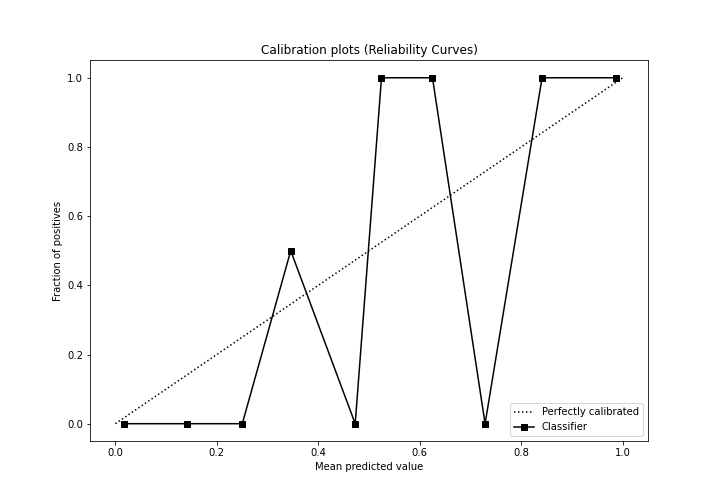 Calibration plots (Reliability Curves)
Fraction of positives
1.0
0.8
0.6
0.4
0.2
0.0
Perfectly calibrated
Classifier
0.0 0.2 0.4 0.6 0.8 1.0
Mean predicted value